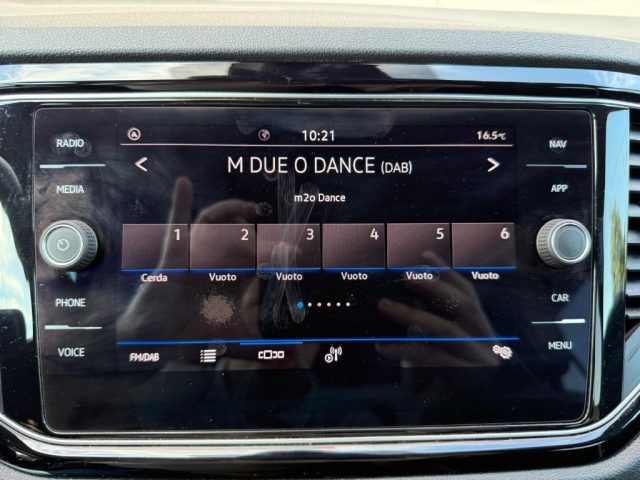 RADIO
MEDIA
PHONE
VOICE
10:21
16.5°C
M DUE O DANCE (DAB)
m2o Dance
1 2 3 4 5 6
Cerda Vuoto Vuoto Vuoto Vuoto Vuoto
FM/DAB
NAV
APP
CAR
MENU